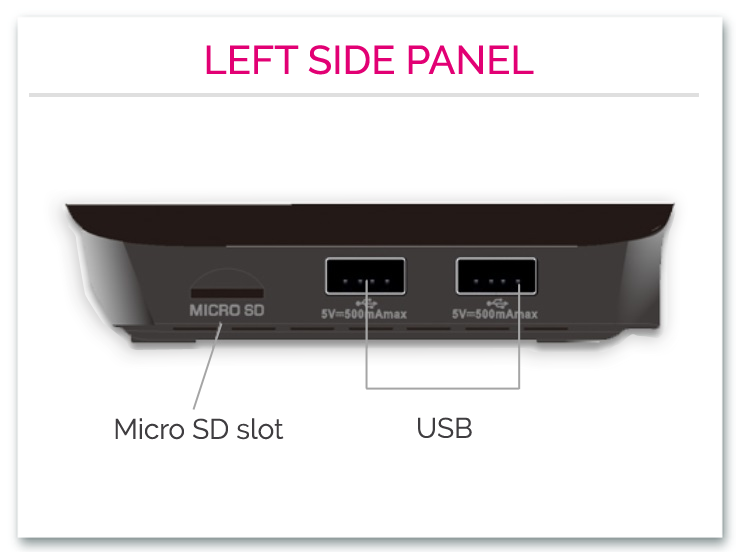 LEFT SIDE PANEL
MICRO SD
5V=500mAmax
5V=500mAmax
Micro SD slot
USB